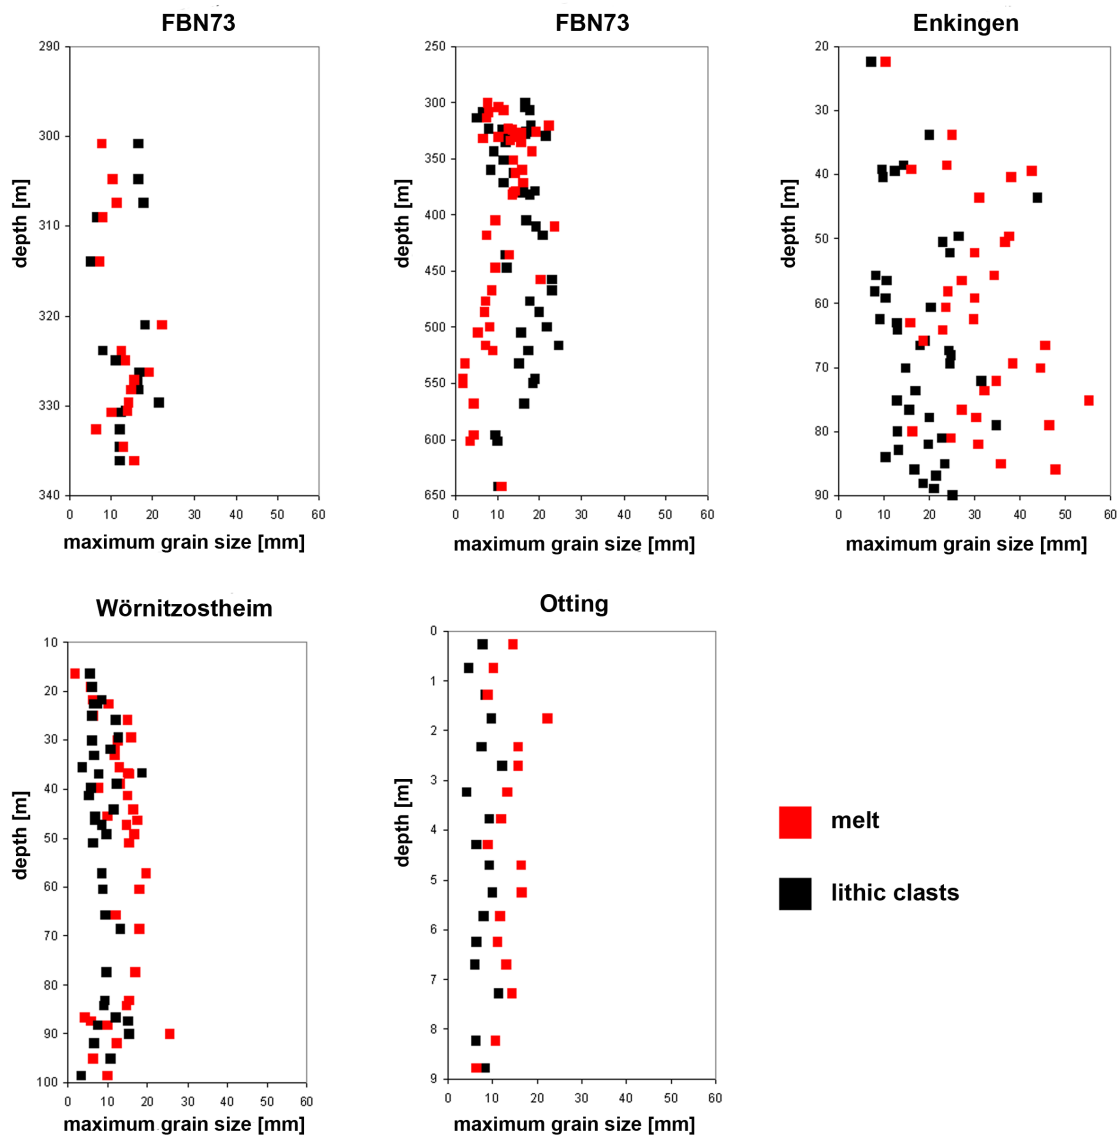 FBN73
290
300
310
320
330
340
depth [m]
0 10 20 30 40 50 60
maximum grain size [mm]
FBN73
250
300
350
400
450
500
550
600
650
depth [m]
0 10 20 30 40 50 60
maximum grain size [mm]
Enkingen
20
30
40
50
60
70
80
90
depth [m]
0 10 20 30 40 50 60
maximum grain size [mm]
Wörnitzostheim
10
20
30
40
50
60
70
80
90
100
depth [m]
0 10 20 30 40 50 60
maximum grain size [mm]
Otting
0
1
2
3
4
5
6
7
8
9
depth [m]
0 10 20 30 40 50 60
maximum grain size [mm]
melt
lithic clasts